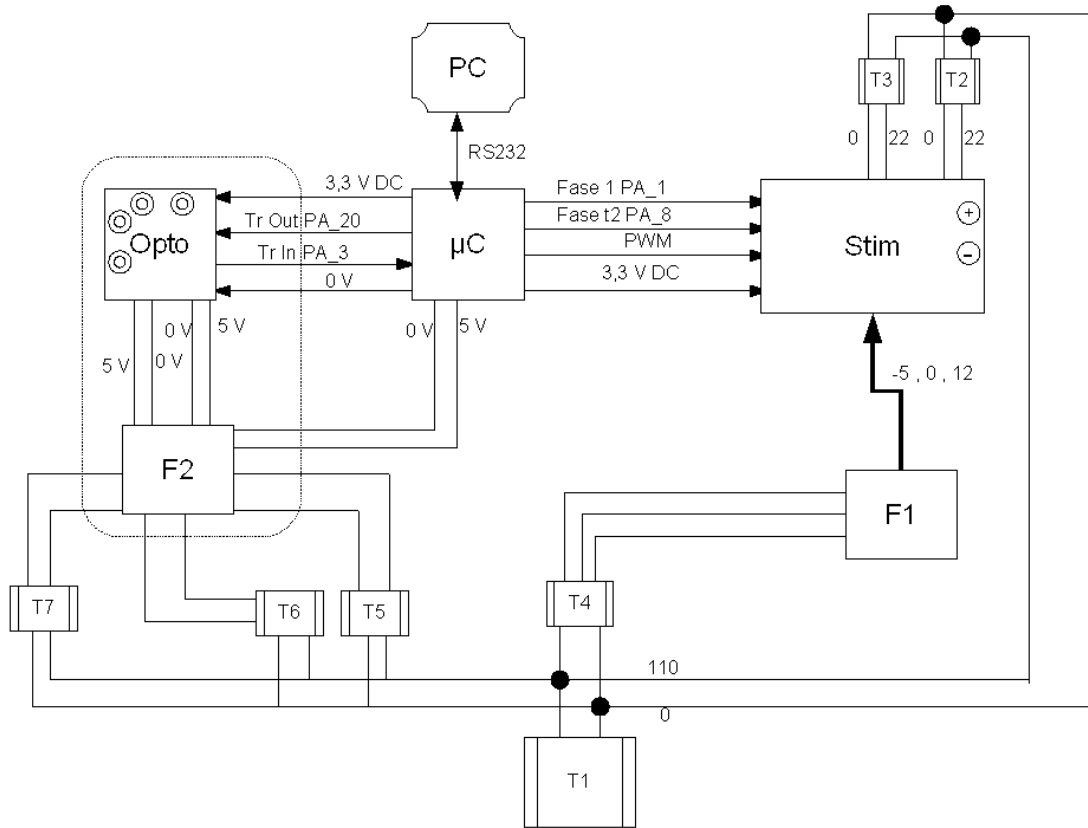 PC
T3
T2
0
22
0
22
RS232
3,3 V DC
Fase 1 PA_1
Tr Out PA_20
Fase t2 PA_8
Opto
µC
PWM
Stim
+
-
Tr In PA_3
0 V
3,3 V DC
0 V
5 V
0 V
5 V
5 V
0 V
-5 , 0 , 12
F2
F1
T7
T6
T5
T4
110
0
T1